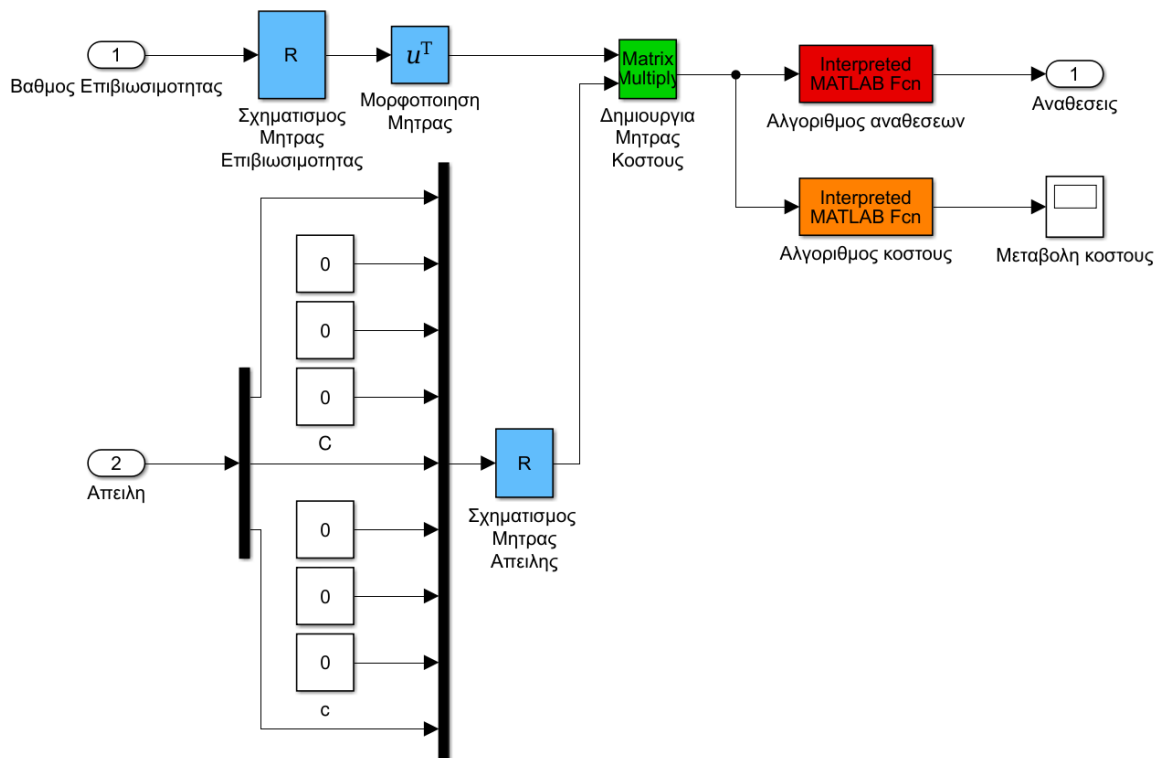 1
Βαθμος Επιβιωσιμοτητας
R
Σχηματισμος
Μητρας
Επιβιωσιμοτητας
u^T
Μορφοποιηση
Μητρας
Matrix
Multiply
Δημιουργια
Μητρας
Κοστους
Interpreted
MATLAB Fcn
Αλγοριθμος αναθεσεων
1
Αναθεσεις
Interpreted
MATLAB Fcn
Αλγοριθμος κοστους
Μεταβολη κοστους
0
0
0
C
2
Απειλη
R
Σχηματισμος
Μητρας
Απειλης
0
0
0
c